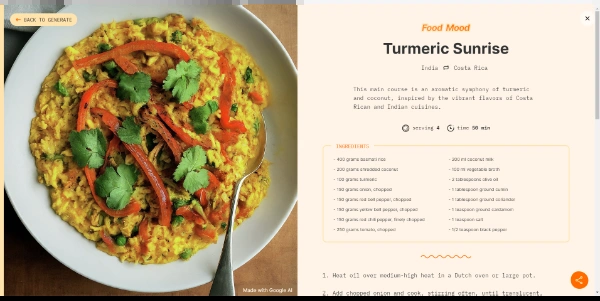 ← BACK TO GENERATE
Made with Google AI
×
Food Mood
Turmeric Sunrise
India Costa Rica
This main course is an aromatic symphony of turmeric
and coconut, inspired by the vibrant flavors of Costa
Rican and Indian cuisines.
serving 4 time 50 min
INGREDIENTS
- 400 grams basmati rice
- 200 grams shredded coconut
- 100 grams turmeric
- 100 grams onion, chopped
- 100 grams red bell pepper, chopped
- 100 grams yellow bell pepper, chopped
- 100 grams red chili pepper, finely chopped
- 250 grams tomato, chopped
- 200 ml coconut milk
- 100 ml vegetable broth
- 2 tablespoons olive oil
- 1 tablespoon ground cumin
- 1 tablespoon ground coriander
- 1 teaspoon ground cardamom
- 1 teaspoon salt
- 1/2 teaspoon black pepper
1. Heat oil over medium-high heat in a Dutch oven or large pot.
2. Add chopped onion and cook, stirring often, until translucent,